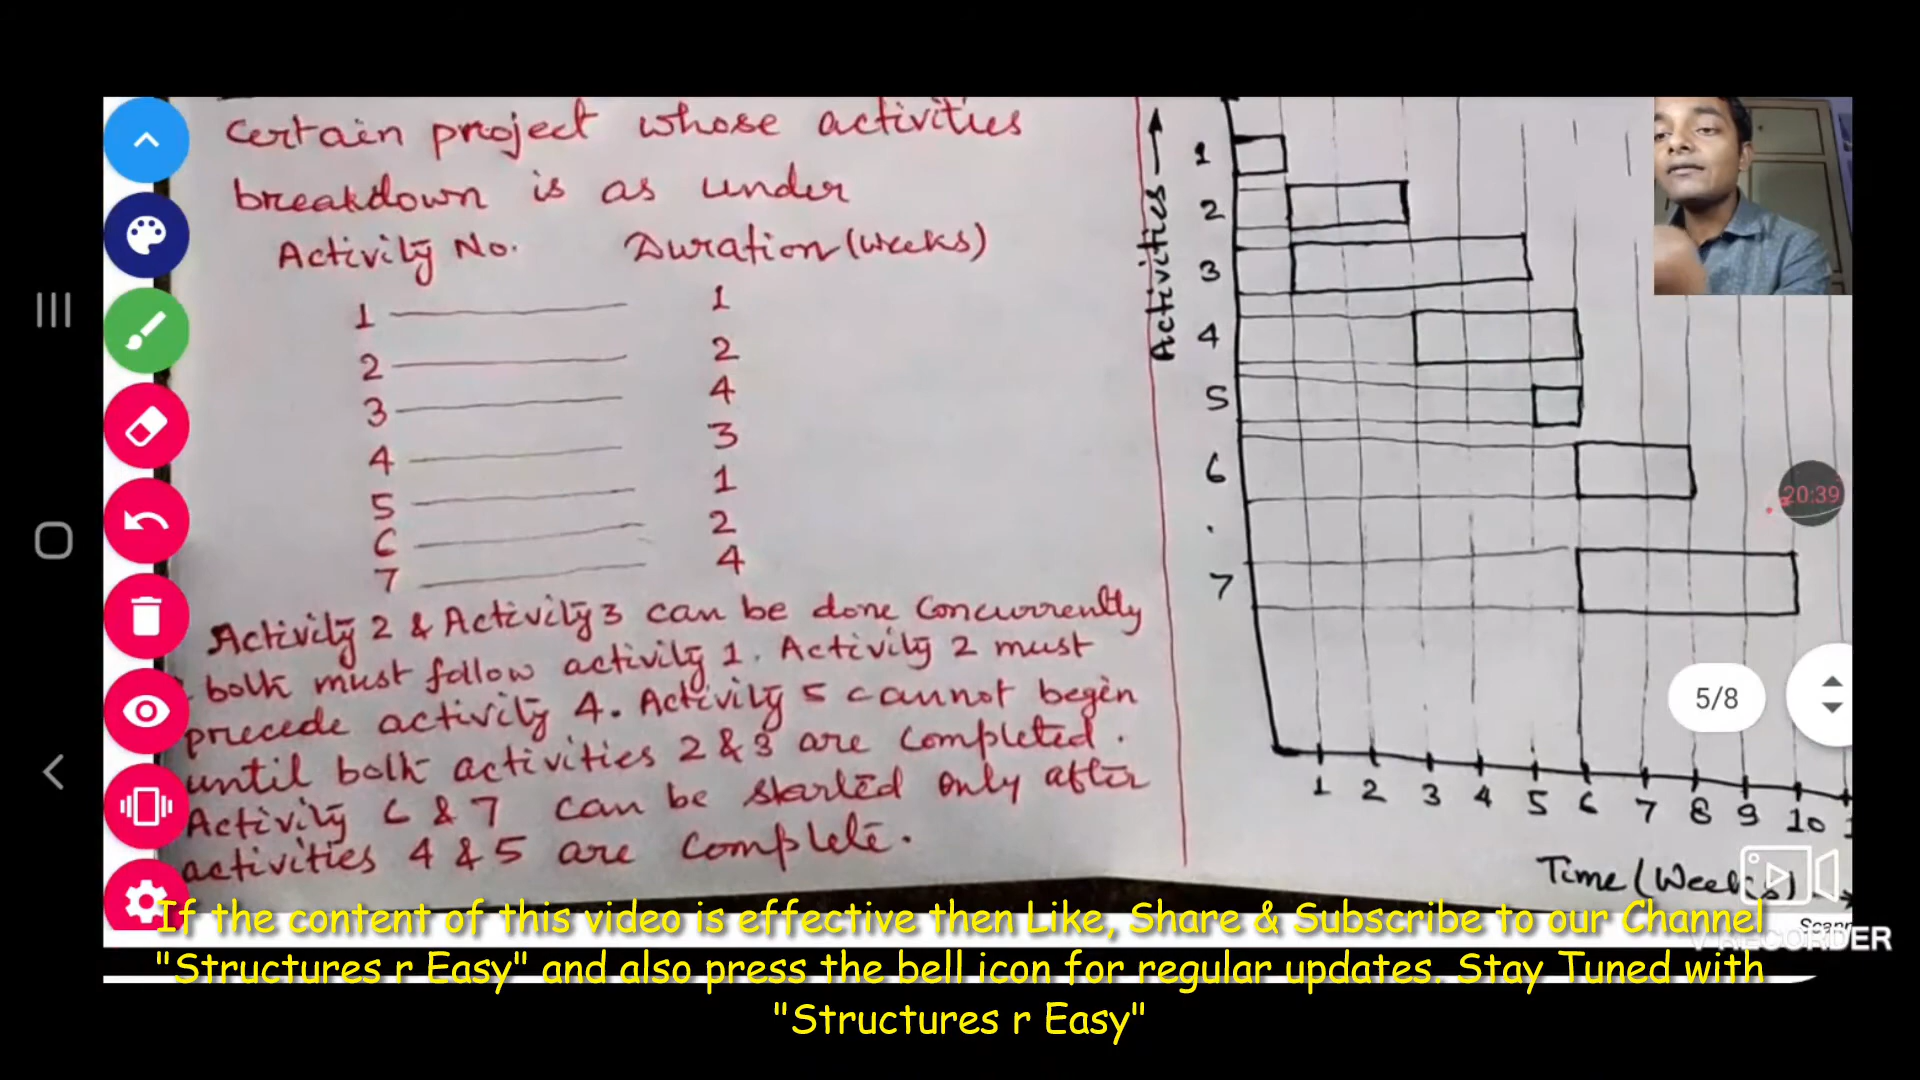 certain project whose activities
breakdown is as under
Activity No. Duration (weeks)
1 1
2 2
3 4
4 3
5 1
6 2
7 4
Activity 2 & Activity 3 can be done concurrently
both must follow activity 1. Activity 2 must
precede activity 4. Activity 5 cannot begin
until both activities 2 & 3 are completed.
Activity 6 & 7 can be started only after
activities 4 & 5 are complete.
Activities
1
2
3
4
5
6
7
1 2 3 4 5 6 7 8 9 10
Time (Weeks)
20:39
5/8
RECORDER
If the content of this video is effective then Like, Share & Subscribe to our Channel
"Structures r Easy" and also press the bell icon for regular updates. Stay Tuned with
"Structures r Easy"